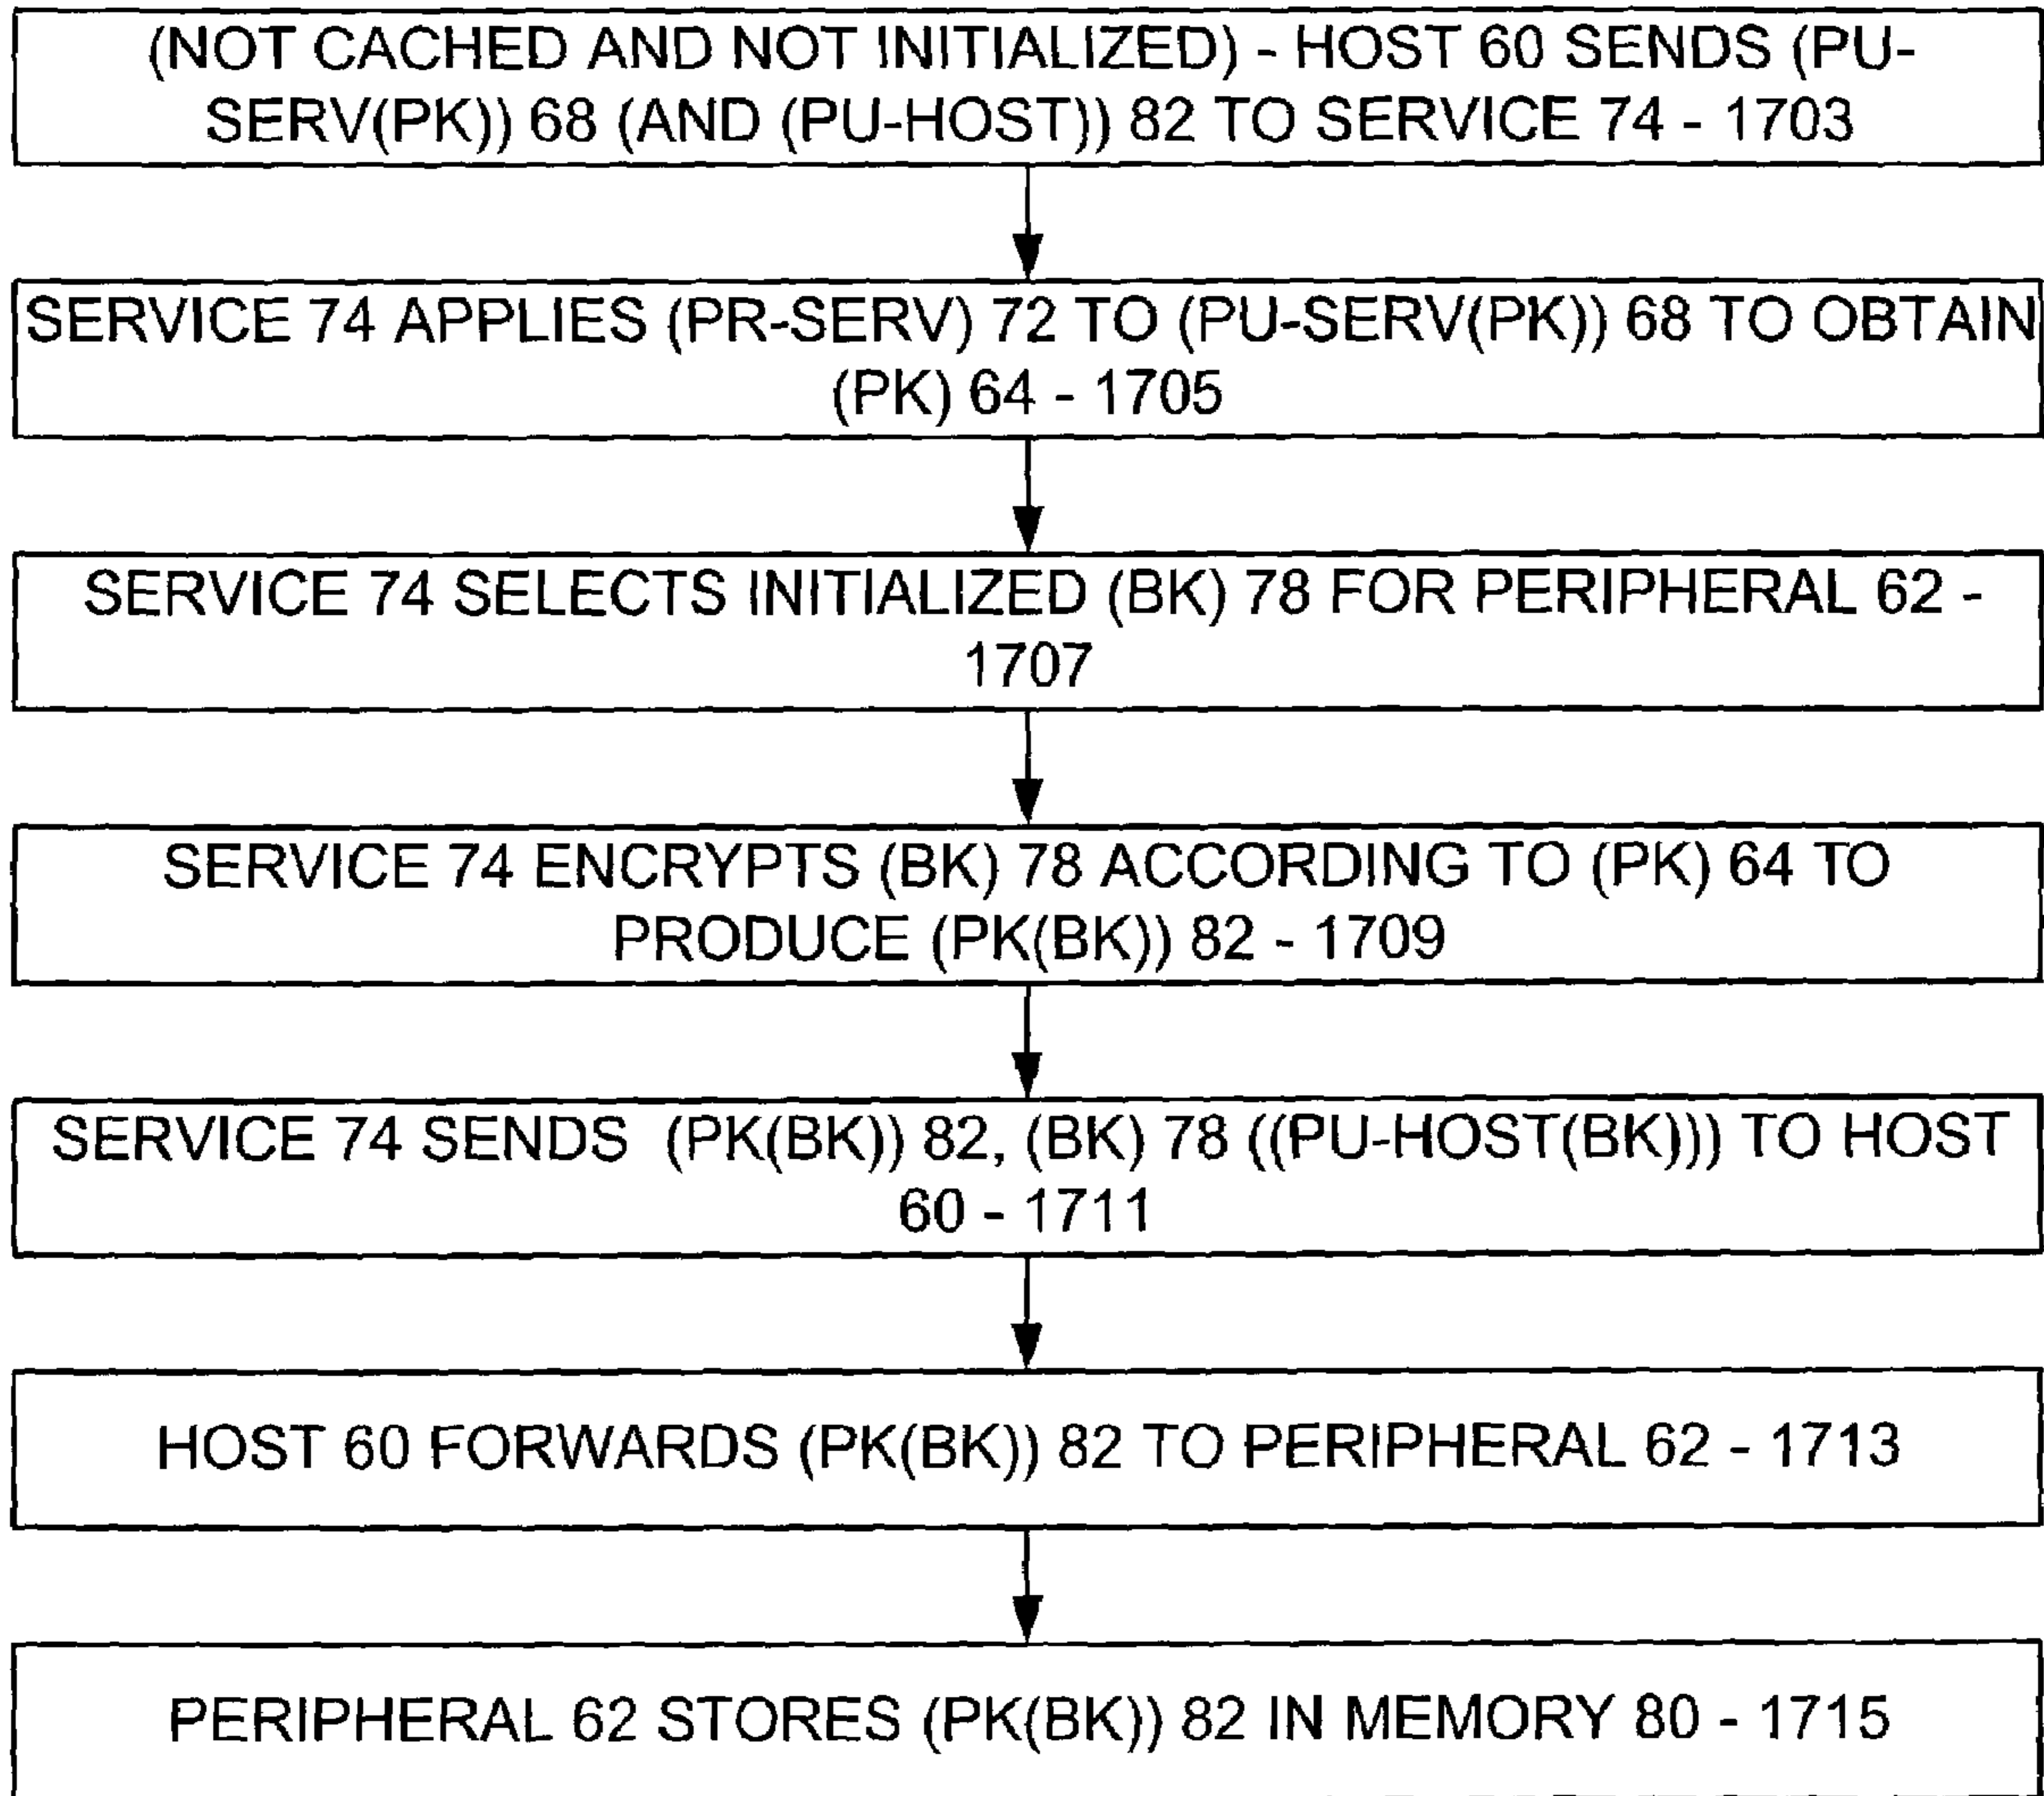 (NOT CACHED AND NOT INITIALIZED) - HOST 60 SENDS (PU-
SERV(PK)) 68 (AND (PU-HOST)) 82 TO SERVICE 74 - 1703
SERVICE 74 APPLIES (PR-SERV) 72 TO (PU-SERV(PK)) 68 TO OBTAIN
(PK) 64 - 1705
SERVICE 74 SELECTS INITIALIZED (BK) 78 FOR PERIPHERAL 62 -
1707
SERVICE 74 ENCRYPTS (BK) 78 ACCORDING TO (PK) 64 TO
PRODUCE (PK(BK)) 82 - 1709
SERVICE 74 SENDS (PK(BK)) 82, (BK) 78 ((PU-HOST(BK))) TO HOST
60 - 1711
HOST 60 FORWARDS (PK(BK)) 82 TO PERIPHERAL 62 - 1713
PERIPHERAL 62 STORES (PK(BK)) 82 IN MEMORY 80 - 1715